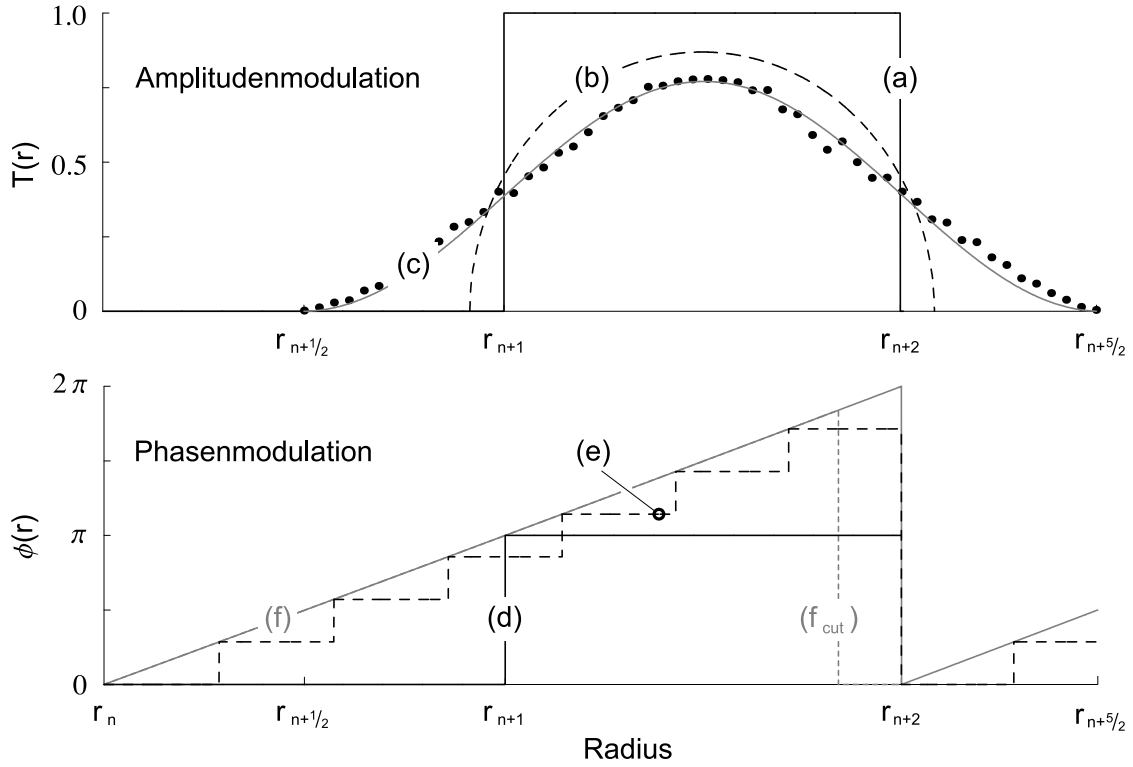 1.0
Amplitudenmodulation
(b)
(a)
T(r)
0.5
(c)
0
r n+1/2
r n+1
r n+2
r n+5/2
2 π
Phasenmodulation
(e)
ϕ(r)
π
(f)
(d)
(f cut )
0
r n
r n+1/2
r n+1
r n+2
r n+5/2
Radius